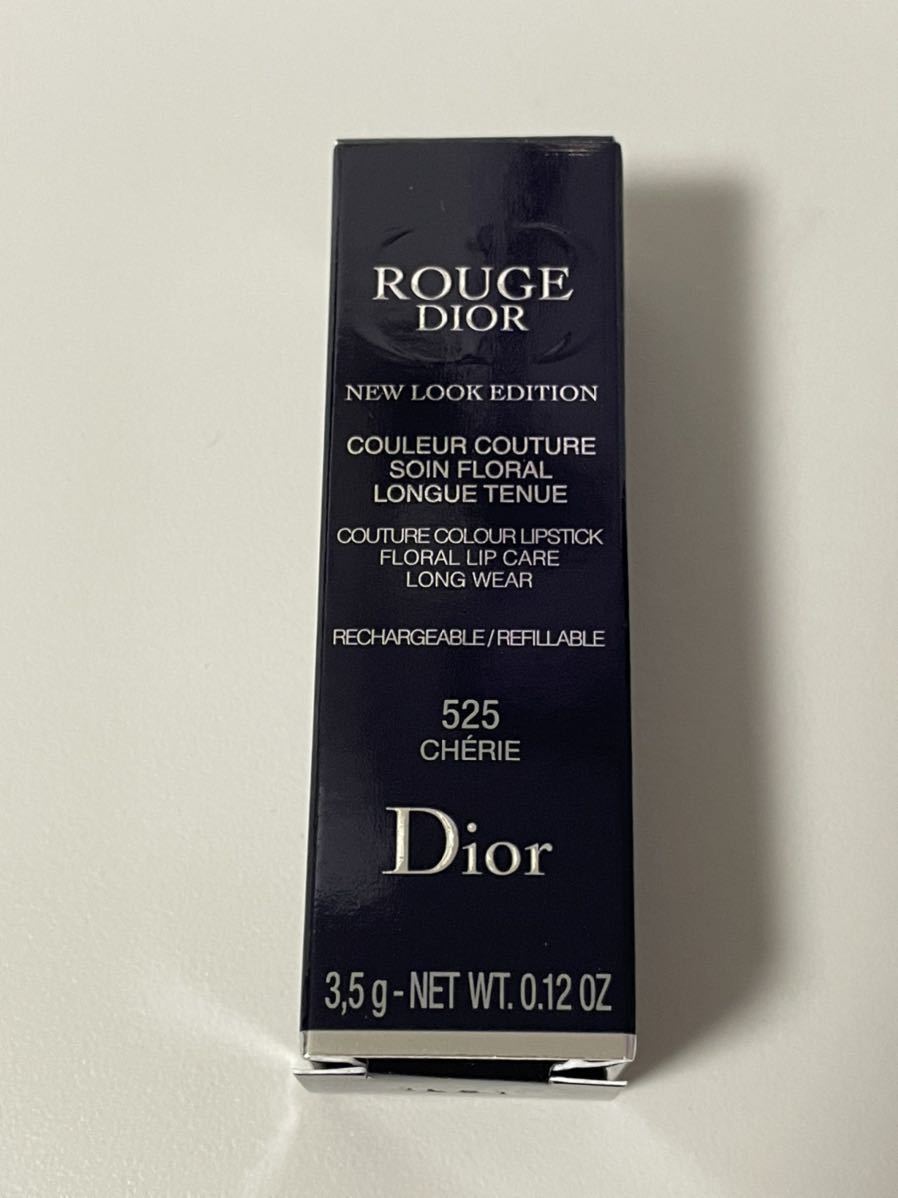 ROUGE
DIOR
NEW LOOK EDITION
COULEUR COUTURE
SOIN FLORAL
LONGUE TENUE
COUTURE COLOUR LIPSTICK
FLORAL LIP CARE
LONG WEAR
RECHARGEABLE/REFILLABLE
525
CHÉRIE
Dior
3,5 g - NET WT. 0.12 OZ